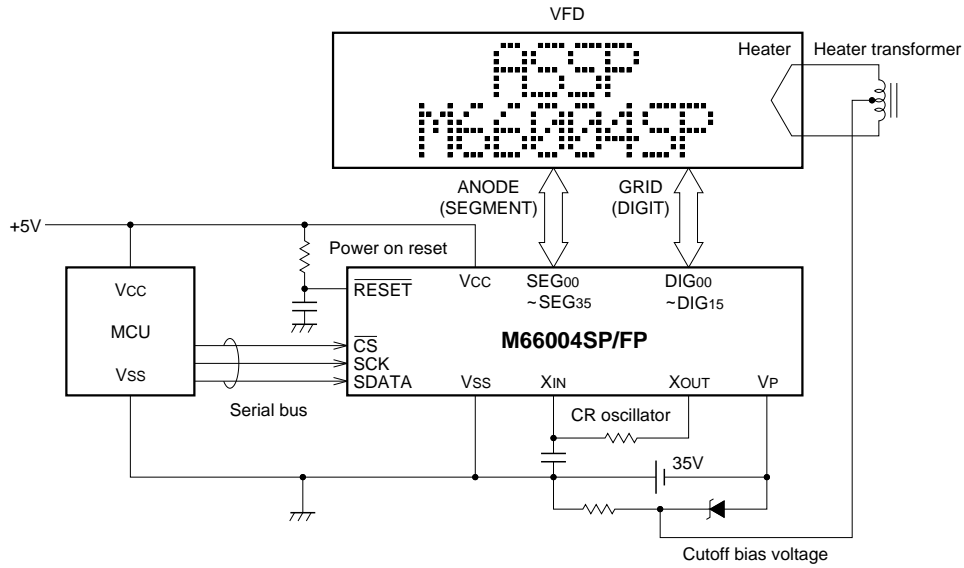 VFD
ASSP
M66004SP
Heater
Heater transformer
ANODE
(SEGMENT)
GRID
(DIGIT)
+5V
Power on reset
VCC
MCU
VSS
RESET
VCC
SEG00
~SEG35
DIG00
~DIG15
M66004SP/FP
CS
SCK
SDATA
VSS
XIN
XOUT
VP
Serial bus
CR oscillator
35V
Cutoff bias voltage